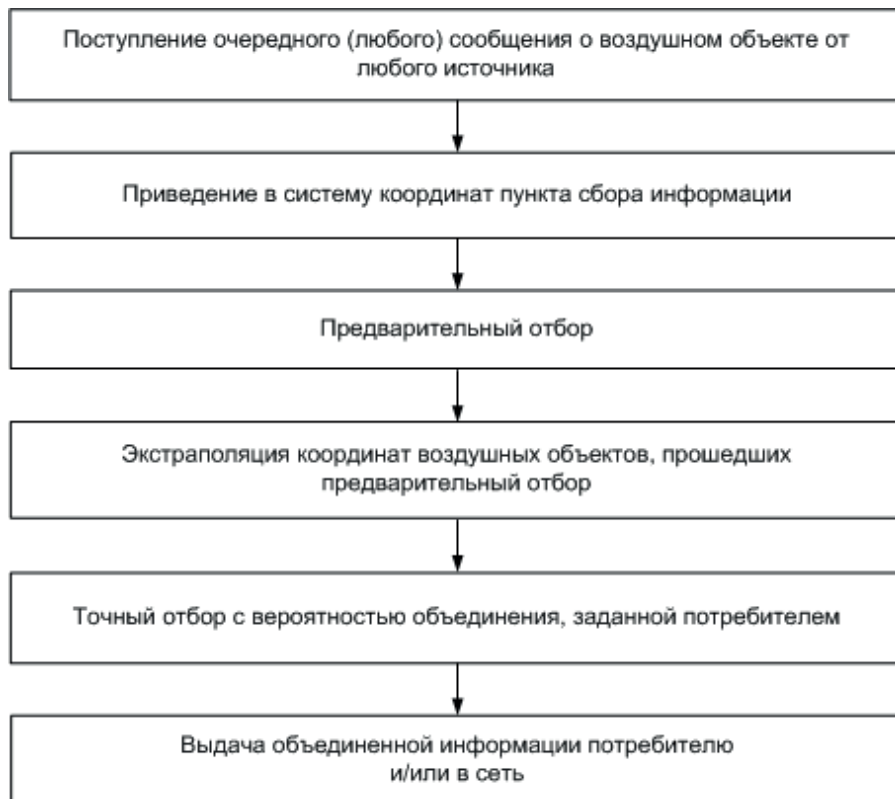 Поступление очередного (любого) сообщения о воздушном объекте от
любого источника
Приведение в систему координат пункта сбора информации
Предварительный отбор
Экстраполяция координат воздушных объектов, прошедших
предварительный отбор
Точный отбор с вероятностью объединения, заданной потребителем
Выдача объединенной информации потребителю
и/или в сеть